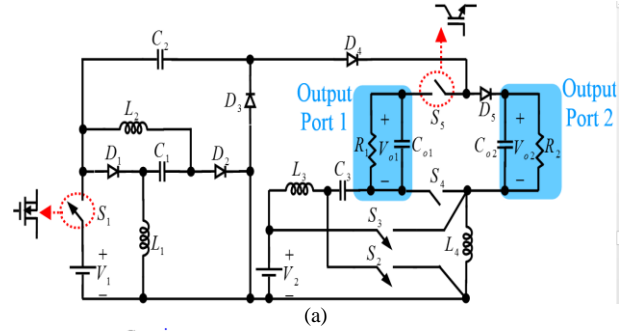 C2
D4
L2
D3
Output
Port 1
S5
D5
Output
Port 2
D1
C1
D2
R1
+
Vo1
−
Co1
Co2
+
Vo2
−
R2
L3
C3
S4
S1
L1
S3
S2
L4
+
V1
−
+
V2
−
(a)